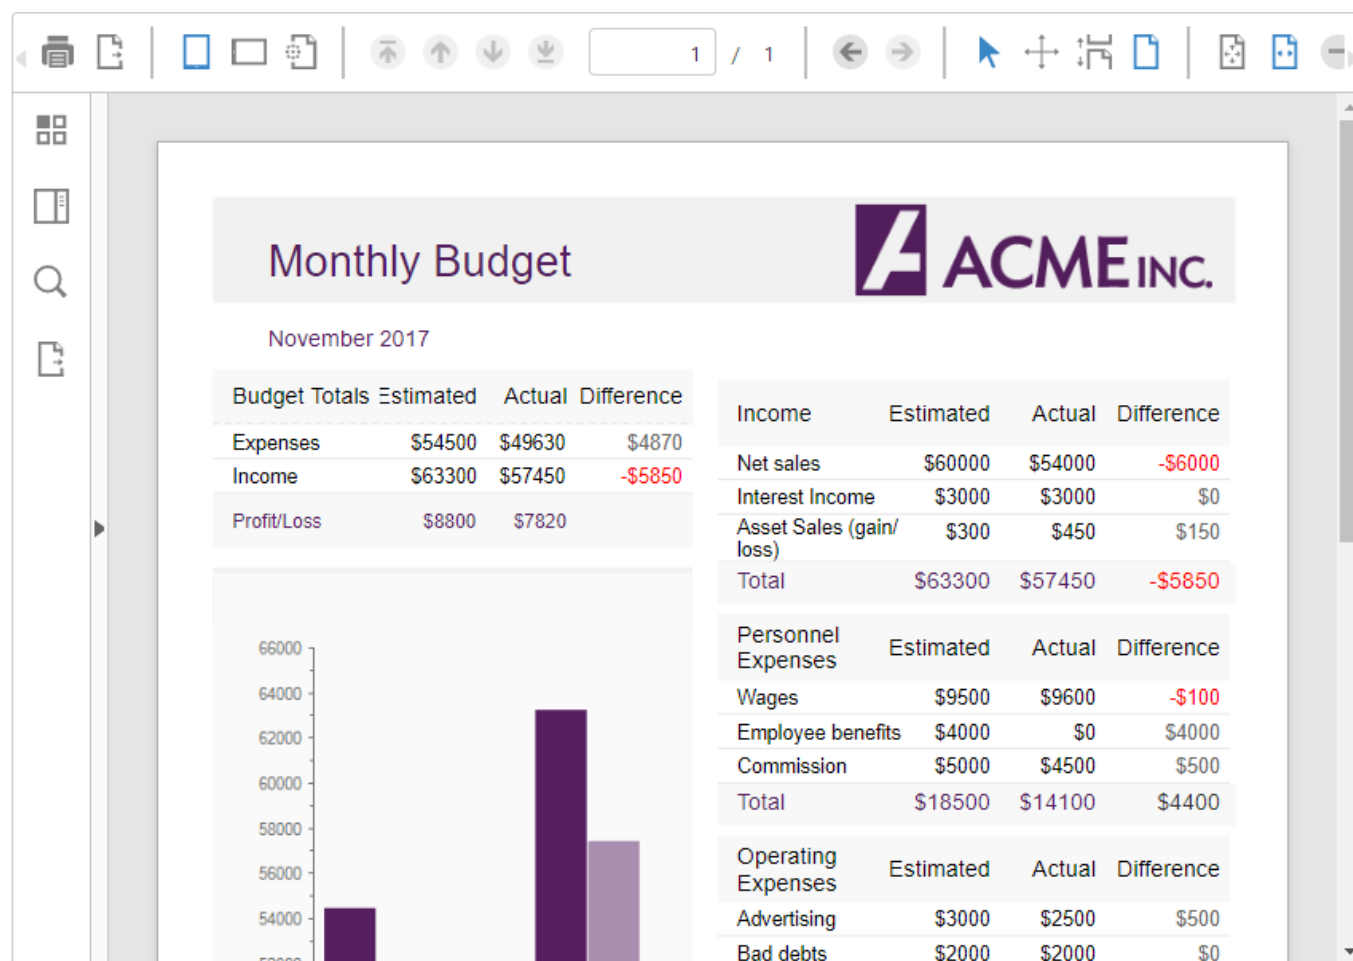 1 / 1
Monthly Budget
ACME INC.
November 2017
Budget Totals Estimated Actual Difference
Expenses $54500 $49630 $4870
Income $63300 $57450 -$5850
Profit/Loss $8800 $7820
66000
64000
62000
60000
58000
56000
54000
Income Estimated Actual Difference
Net sales $60000 $54000 -$6000
Interest Income $3000 $3000 $0
Asset Sales (gain/
loss) $300 $450 $150
Total $63300 $57450 -$5850
Personnel
Expenses Estimated Actual Difference
Wages $9500 $9600 -$100
Employee benefits $4000 $0 $4000
Commission $5000 $4500 $500
Total $18500 $14100 $4400
Operating
Expenses Estimated Actual Difference
Advertising $3000 $2500 $500
Bad debts $2000 $2000 $0